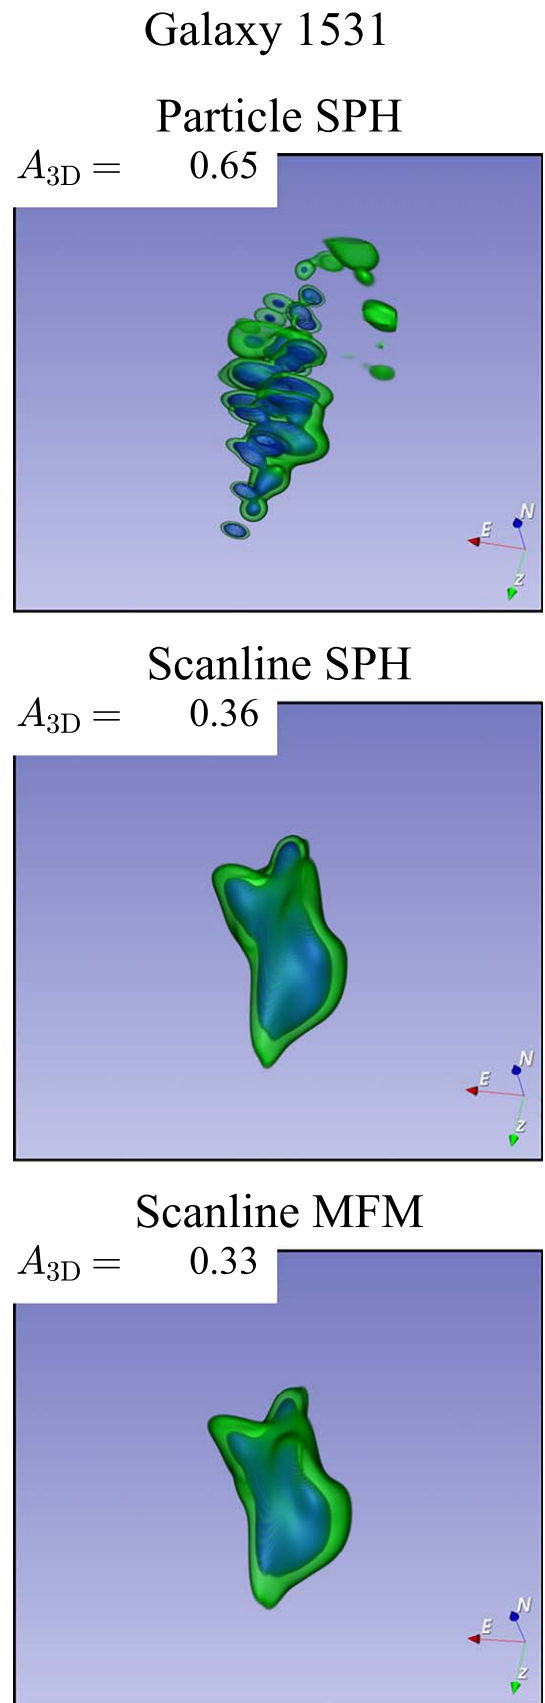 Galaxy 1531
Particle SPH
A3D = 0.65
N
E
z
Scanline SPH
A3D = 0.36
N
E
z
Scanline MFM
A3D = 0.33
N
E
z